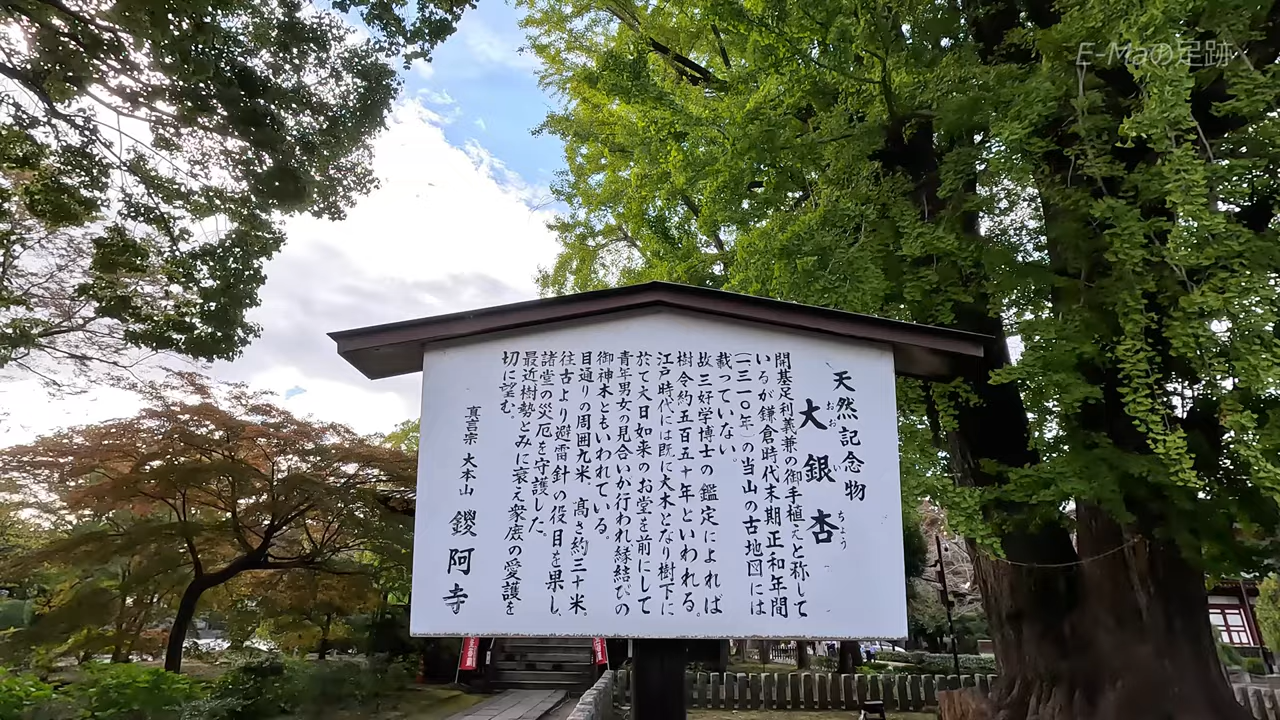 E-Maの足跡
天然記念物
大銀杏
おおいちょう
開基足利義兼の御手植えと称して
いるが鎌倉時代末期正和年間
(一三一〇年)の当山の古地図には
載っていない。
故三好学博士の鑑定によれば
樹令約五百五十年といわれる。
江戸時代には既に大木となり樹下に
於て大日如来のお堂を前にして
青年男女の見合いが行われ縁結びの
御神木ともいわれている。
目通りの周囲九米 高さ約三十米
往古より避雷針の役目を果し
諸堂の災厄を守護した。
最近樹勢とみに衰え衆庶の愛護を
切に望む。
真言宗 大本山 鑁阿寺